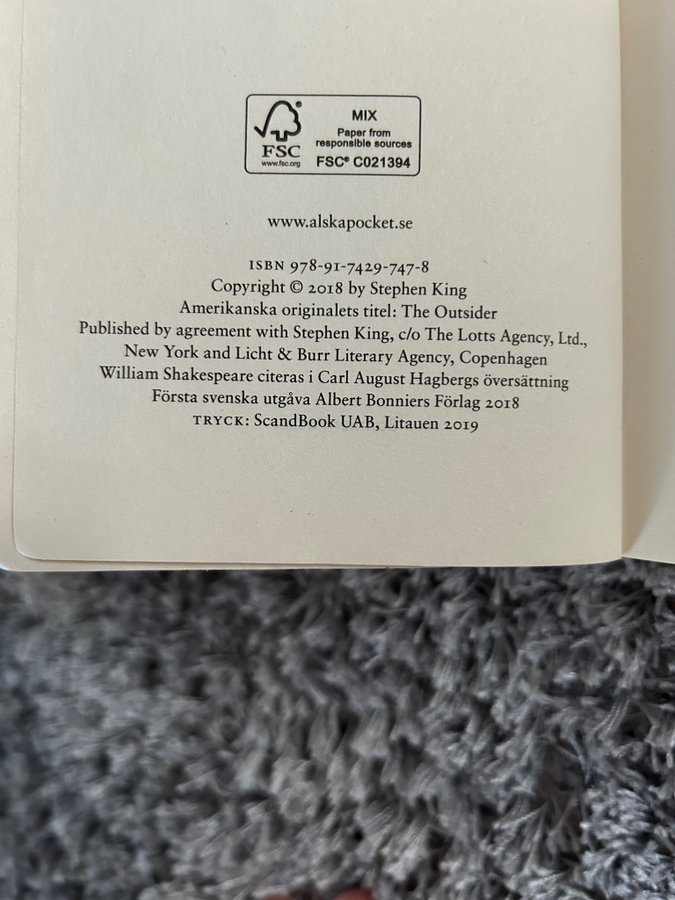 MIX
Paper from
responsible sources
FSC® C021394
FSC
www.fsc.org
www.alskapocket.se
ISBN 978-91-7429-747-8
Copyright © 2018 by Stephen King
Amerikanska originalets titel: The Outsider
Published by agreement with Stephen King, c/o The Lotts Agency, Ltd.,
New York and Licht & Burr Literary Agency, Copenhagen
William Shakespeare citeras i Carl August Hagbergs översättning
Första svenska utgåva Albert Bonniers Förlag 2018
TRYCK: ScandBook UAB, Litauen 2019